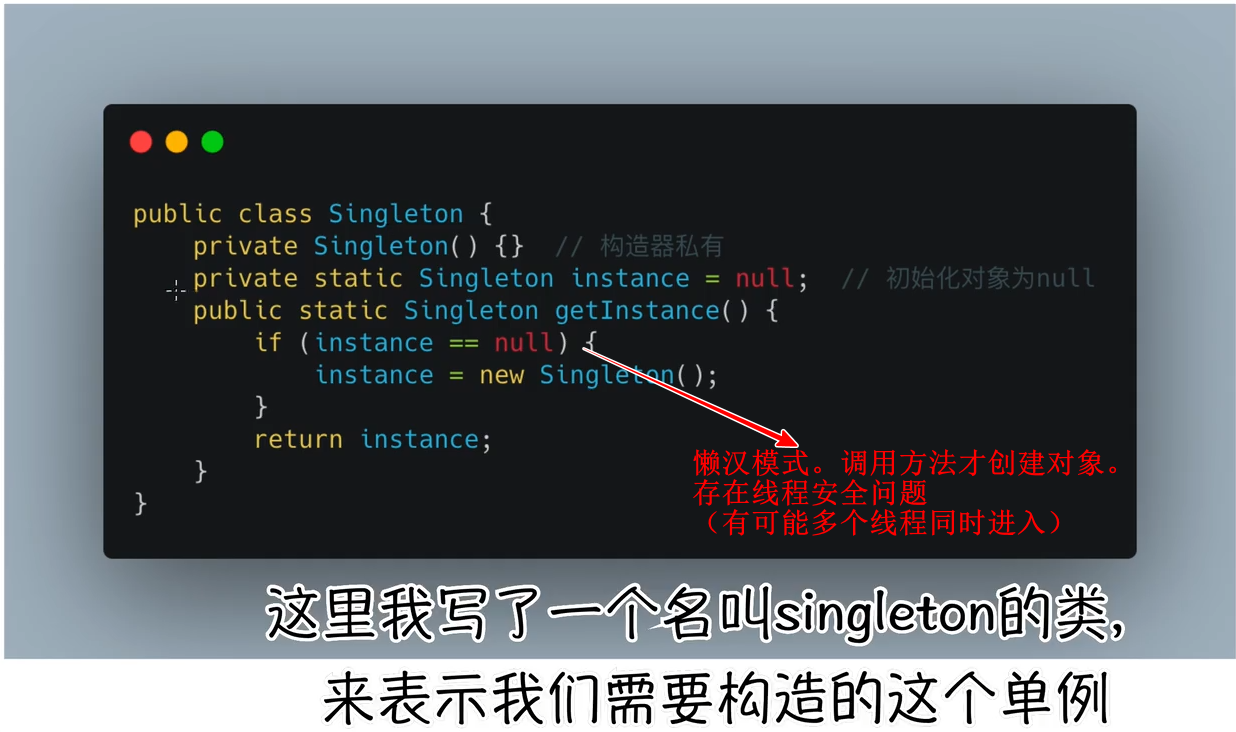 public class Singleton {
    private Singleton() {}  // 构造器私有
    private static Singleton instance = null;  // 初始化对象为null
    public static Singleton getInstance() {
        if (instance == null) {
            instance = new Singleton();
        }
        return instance;
    }
}
懒汉模式。调用方法才创建对象。
存在线程安全问题
（有可能多个线程同时进入）
这里我写了一个名叫singleton的类,
来表示我们需要构造的这个单例